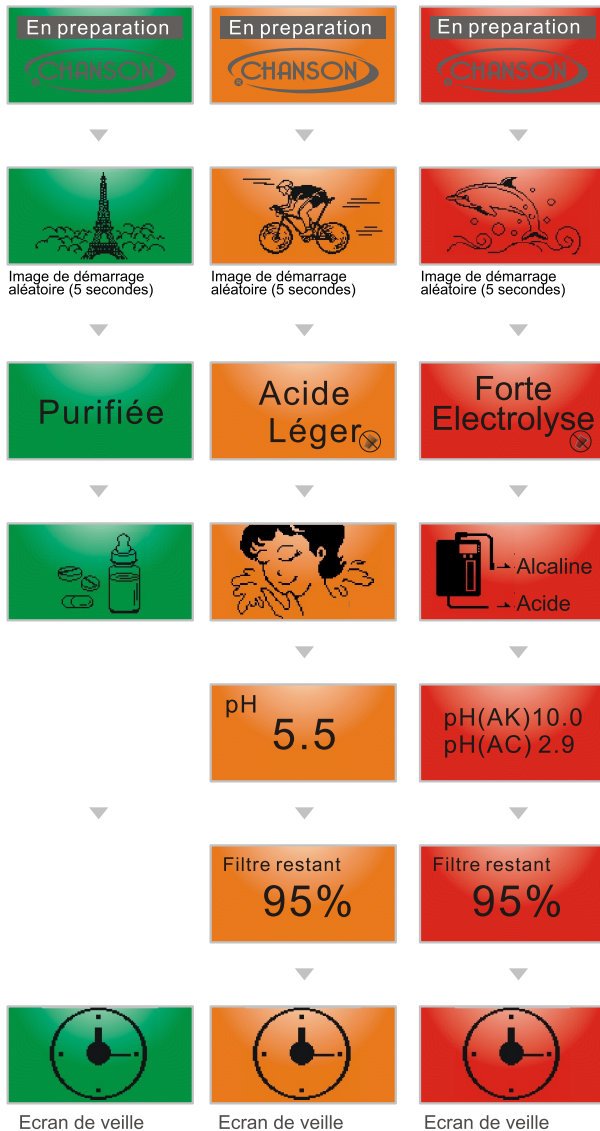 En preparation
CHANSON
En preparation
CHANSON
En preparation
CHANSON
Image de démarrage
aléatoire (5 secondes)
Image de démarrage
aléatoire (5 secondes)
Image de démarrage
aléatoire (5 secondes)
Purifiée
Acide
Léger
Forte
Electrolyse
Alcaline
Acide
pH
5.5
pH(AK)10.0
pH(AC) 2.9
Filtre restant
95%
Filtre restant
95%
Ecran de veille
Ecran de veille
Ecran de veille